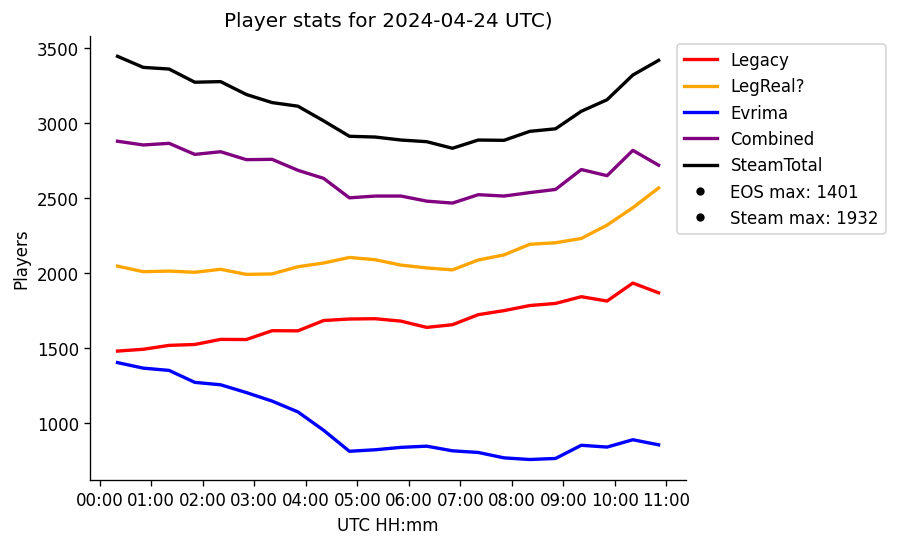 Player stats for 2024-04-24 UTC)
3500
3000
2500
2000
1500
1000
Players
00:00 01:00 02:00 03:00 04:00 05:00 06:00 07:00 08:00 09:00 10:00 11:00
UTC HH:mm
Legacy
LegReal?
Evrima
Combined
SteamTotal
EOS max: 1401
Steam max: 1932